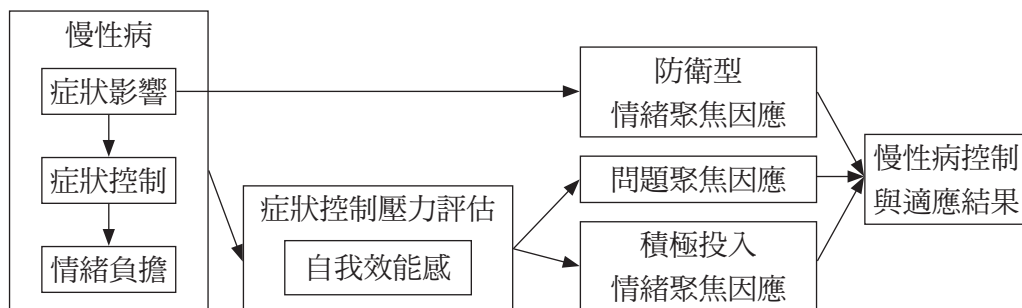 慢性病
症狀影響
症狀控制
情緒負擔
症狀控制壓力評估
自我效能感
防衛型
情緒聚焦因應
問題聚焦因應
積極投入
情緒聚焦因應
慢性病控制
與適應結果